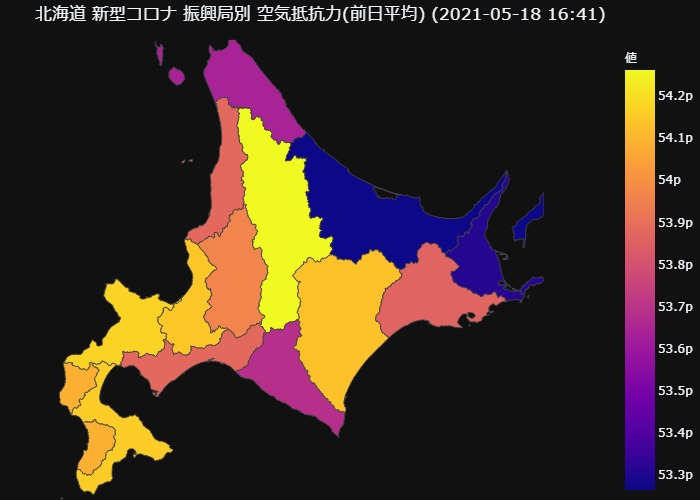 北海道 新型コロナ 振興局別 空気抵抗力(前日平均) (2021-05-18 16:41)
値
54.2p
54.1p
54p
53.9p
53.8p
53.7p
53.6p
53.5p
53.4p
53.3p